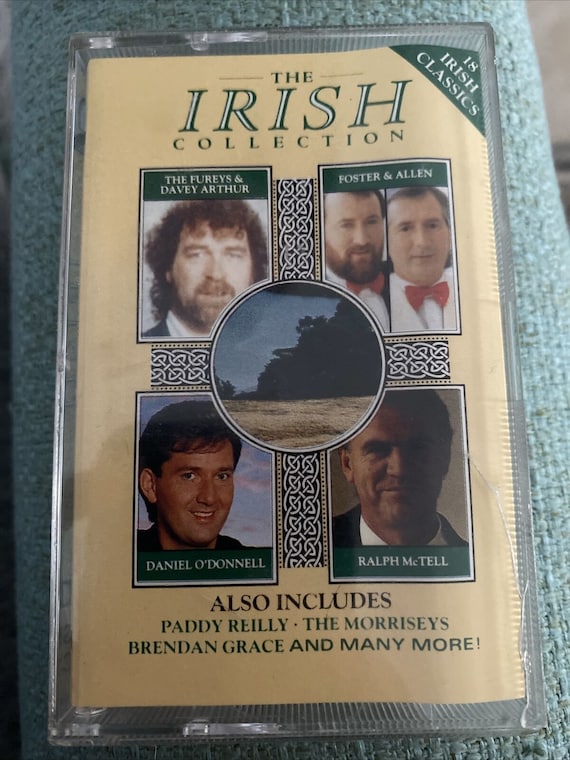 THE
IRISH
COLLECTION
18
IRISH
CLASSICS
THE FUREYS &
DAVEY ARTHUR
FOSTER & ALLEN
DANIEL O'DONNELL
RALPH McTELL
ALSO INCLUDES
PADDY REILLY · THE MORRISEYS
BRENDAN GRACE AND MANY MORE!